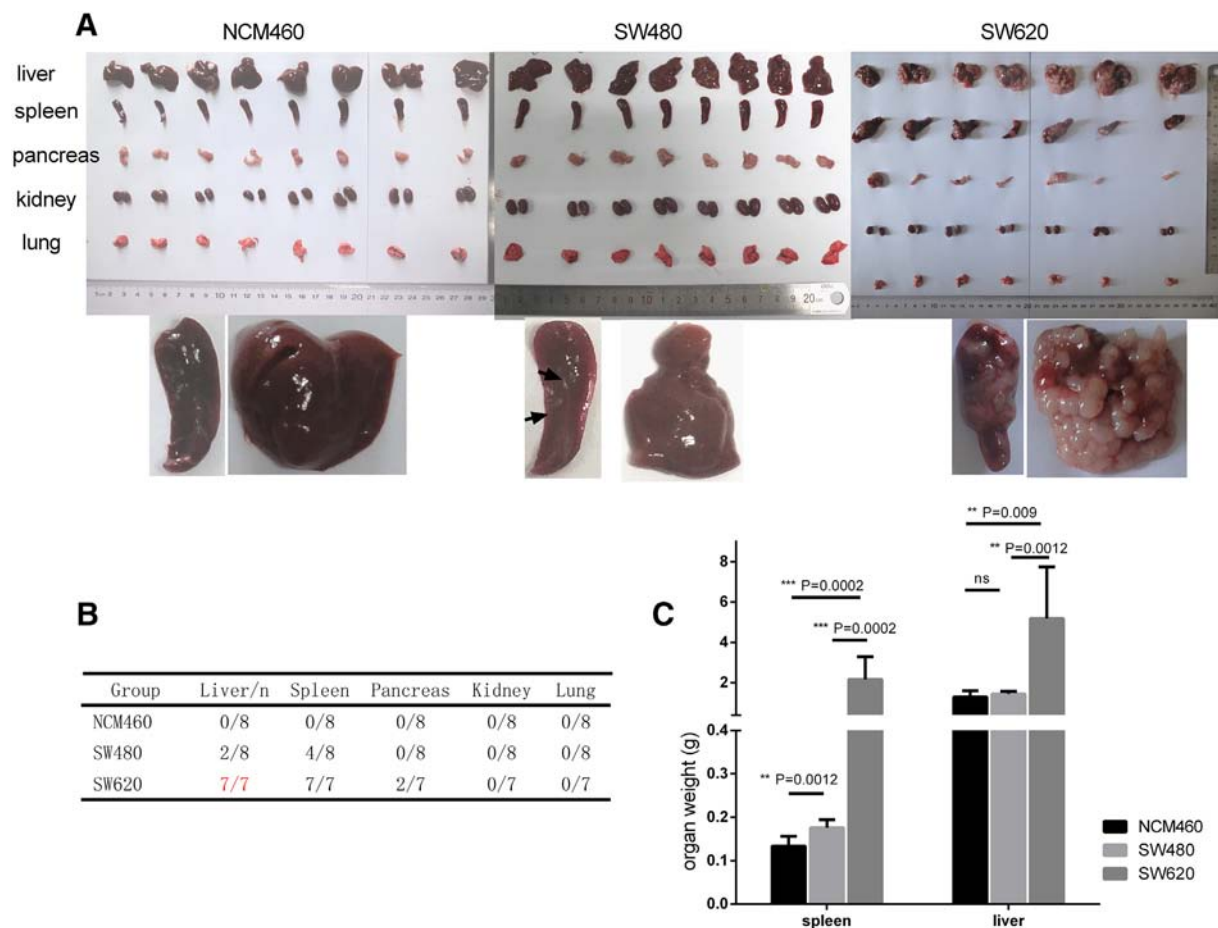 A
NCM460 SW480 SW620
liver
spleen
pancreas
kidney
lung
20cm
B
Group Liver/n Spleen Pancreas Kidney Lung
NCM460 0/8 0/8 0/8 0/8 0/8
SW480 2/8 4/8 0/8 0/8 0/8
SW620 7/7 7/7 2/7 0/7 0/7
C
** P=0.009
** P=0.0012
ns
*** P=0.0002
*** P=0.0002
** P=0.0012
8
6
4
2
0.4
0.3
0.2
0.1
0.0
organ weight (g)
spleen liver
NCM460
SW480
SW620